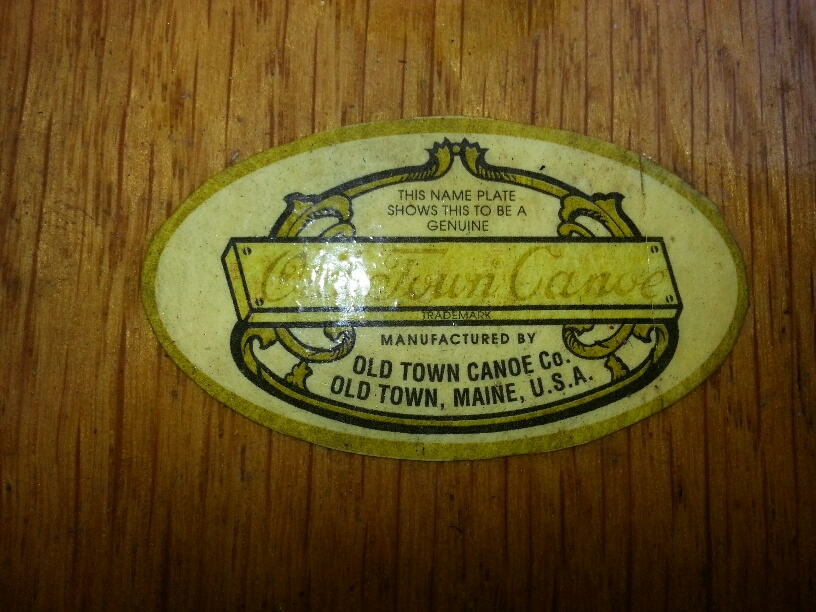 THIS NAME PLATE
SHOWS THIS TO BE A
GENUINE
Old Town Canoe
TRADEMARK
MANUFACTURED BY
OLD TOWN CANOE Co.
OLD TOWN, MAINE, U.S.A.